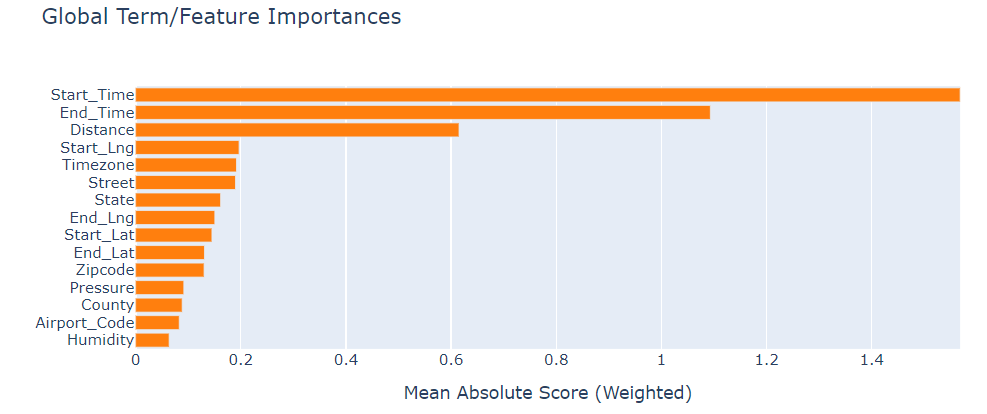 Global Term/Feature Importances
Start_Time
End_Time
Distance
Start_Lng
Timezone
Street
State
End_Lng
Start_Lat
End_Lat
Zipcode
Pressure
County
Airport_Code
Humidity
0 0.2 0.4 0.6 0.8 1 1.2 1.4
Mean Absolute Score (Weighted)